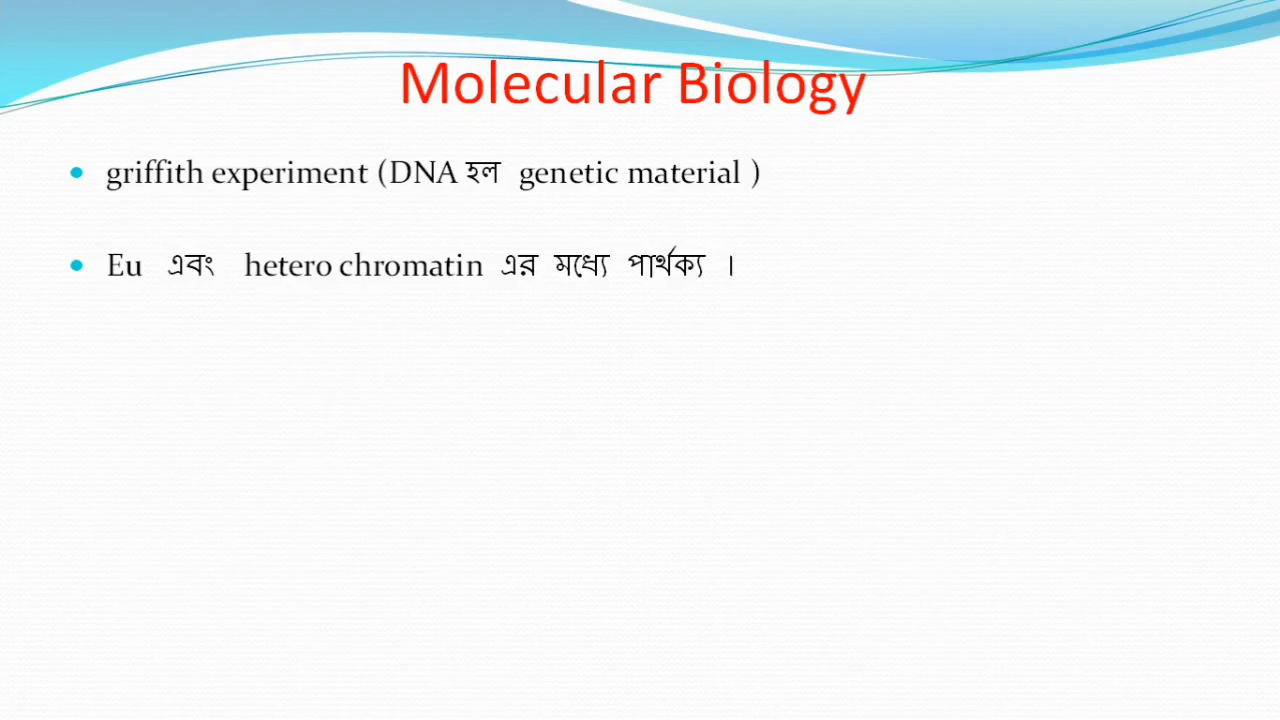 Molecular Biology
• griffith experiment (DNA হল genetic material )
• Eu এবং hetero chromatin এর মধ্যে পার্থক্য ।